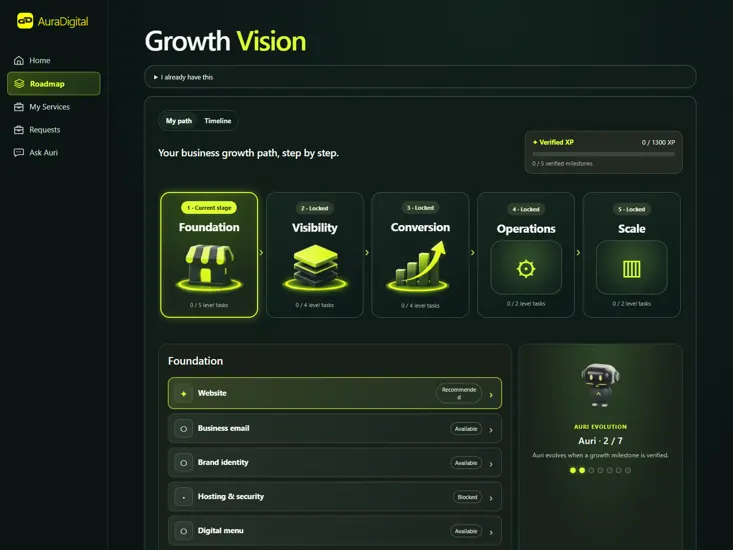 AuraDigital
Home
Roadmap
My Services
Requests
Ask Auri
Growth Vision
I already have this
My path
Timeline
Your business growth path, step by step.
Verified XP
0 / 1300 XP
0 / 5 verified milestones
1 · Current stage
Foundation
0 / 5 level tasks
2 · Locked
Visibility
0 / 4 level tasks
3 · Locked
Conversion
0 / 4 level tasks
4 · Locked
Operations
0 / 2 level tasks
5 · Locked
Scale
0 / 2 level tasks
Foundation
Website
Recommende
d
Business email
Available
Brand identity
Available
Hosting & security
Blocked
Digital menu
Available
AURI EVOLUTION
Auri · 2 / 7
Auri evolves when a growth milestone is verified.